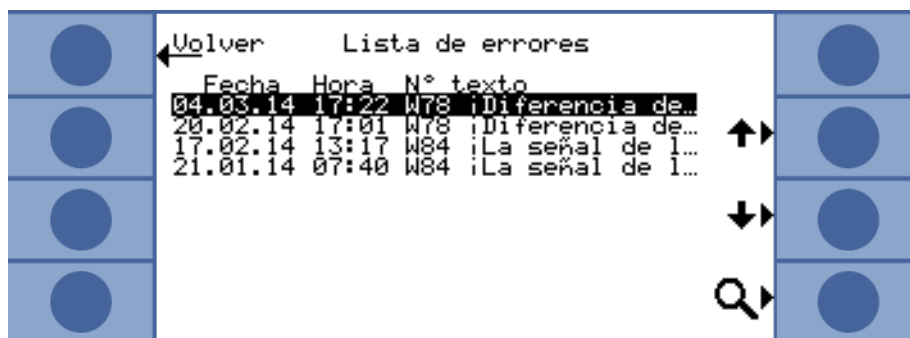 Volver Lista de errores
Fecha Hora N° texto
04.03.14 17:22 W78 ¡Diferencia de…
20.02.14 17:01 W78 ¡Diferencia de…
17.02.14 13:17 W84 ¡La señal de l…
21.01.14 07:40 W84 ¡La señal de l…